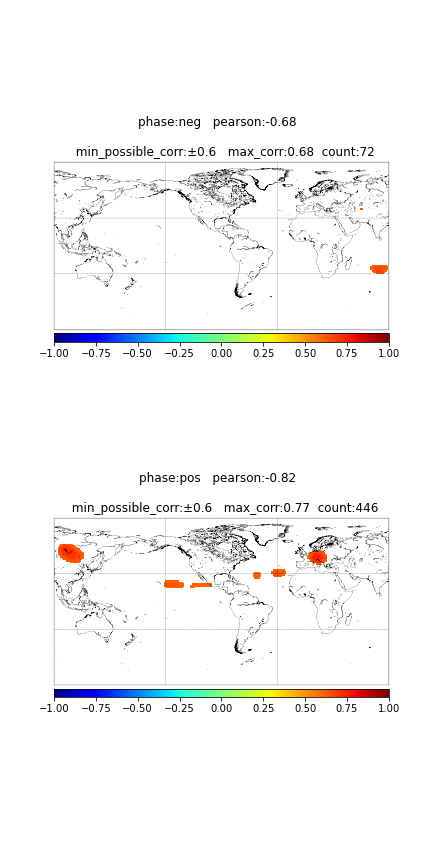 phase:neg   pearson:-0.68
min_possible_corr:±0.6   max_corr:0.68  count:72
−1.00 −0.75 −0.50 −0.25 0.00 0.25 0.50 0.75 1.00
phase:pos   pearson:-0.82
min_possible_corr:±0.6   max_corr:0.77  count:446
−1.00 −0.75 −0.50 −0.25 0.00 0.25 0.50 0.75 1.00